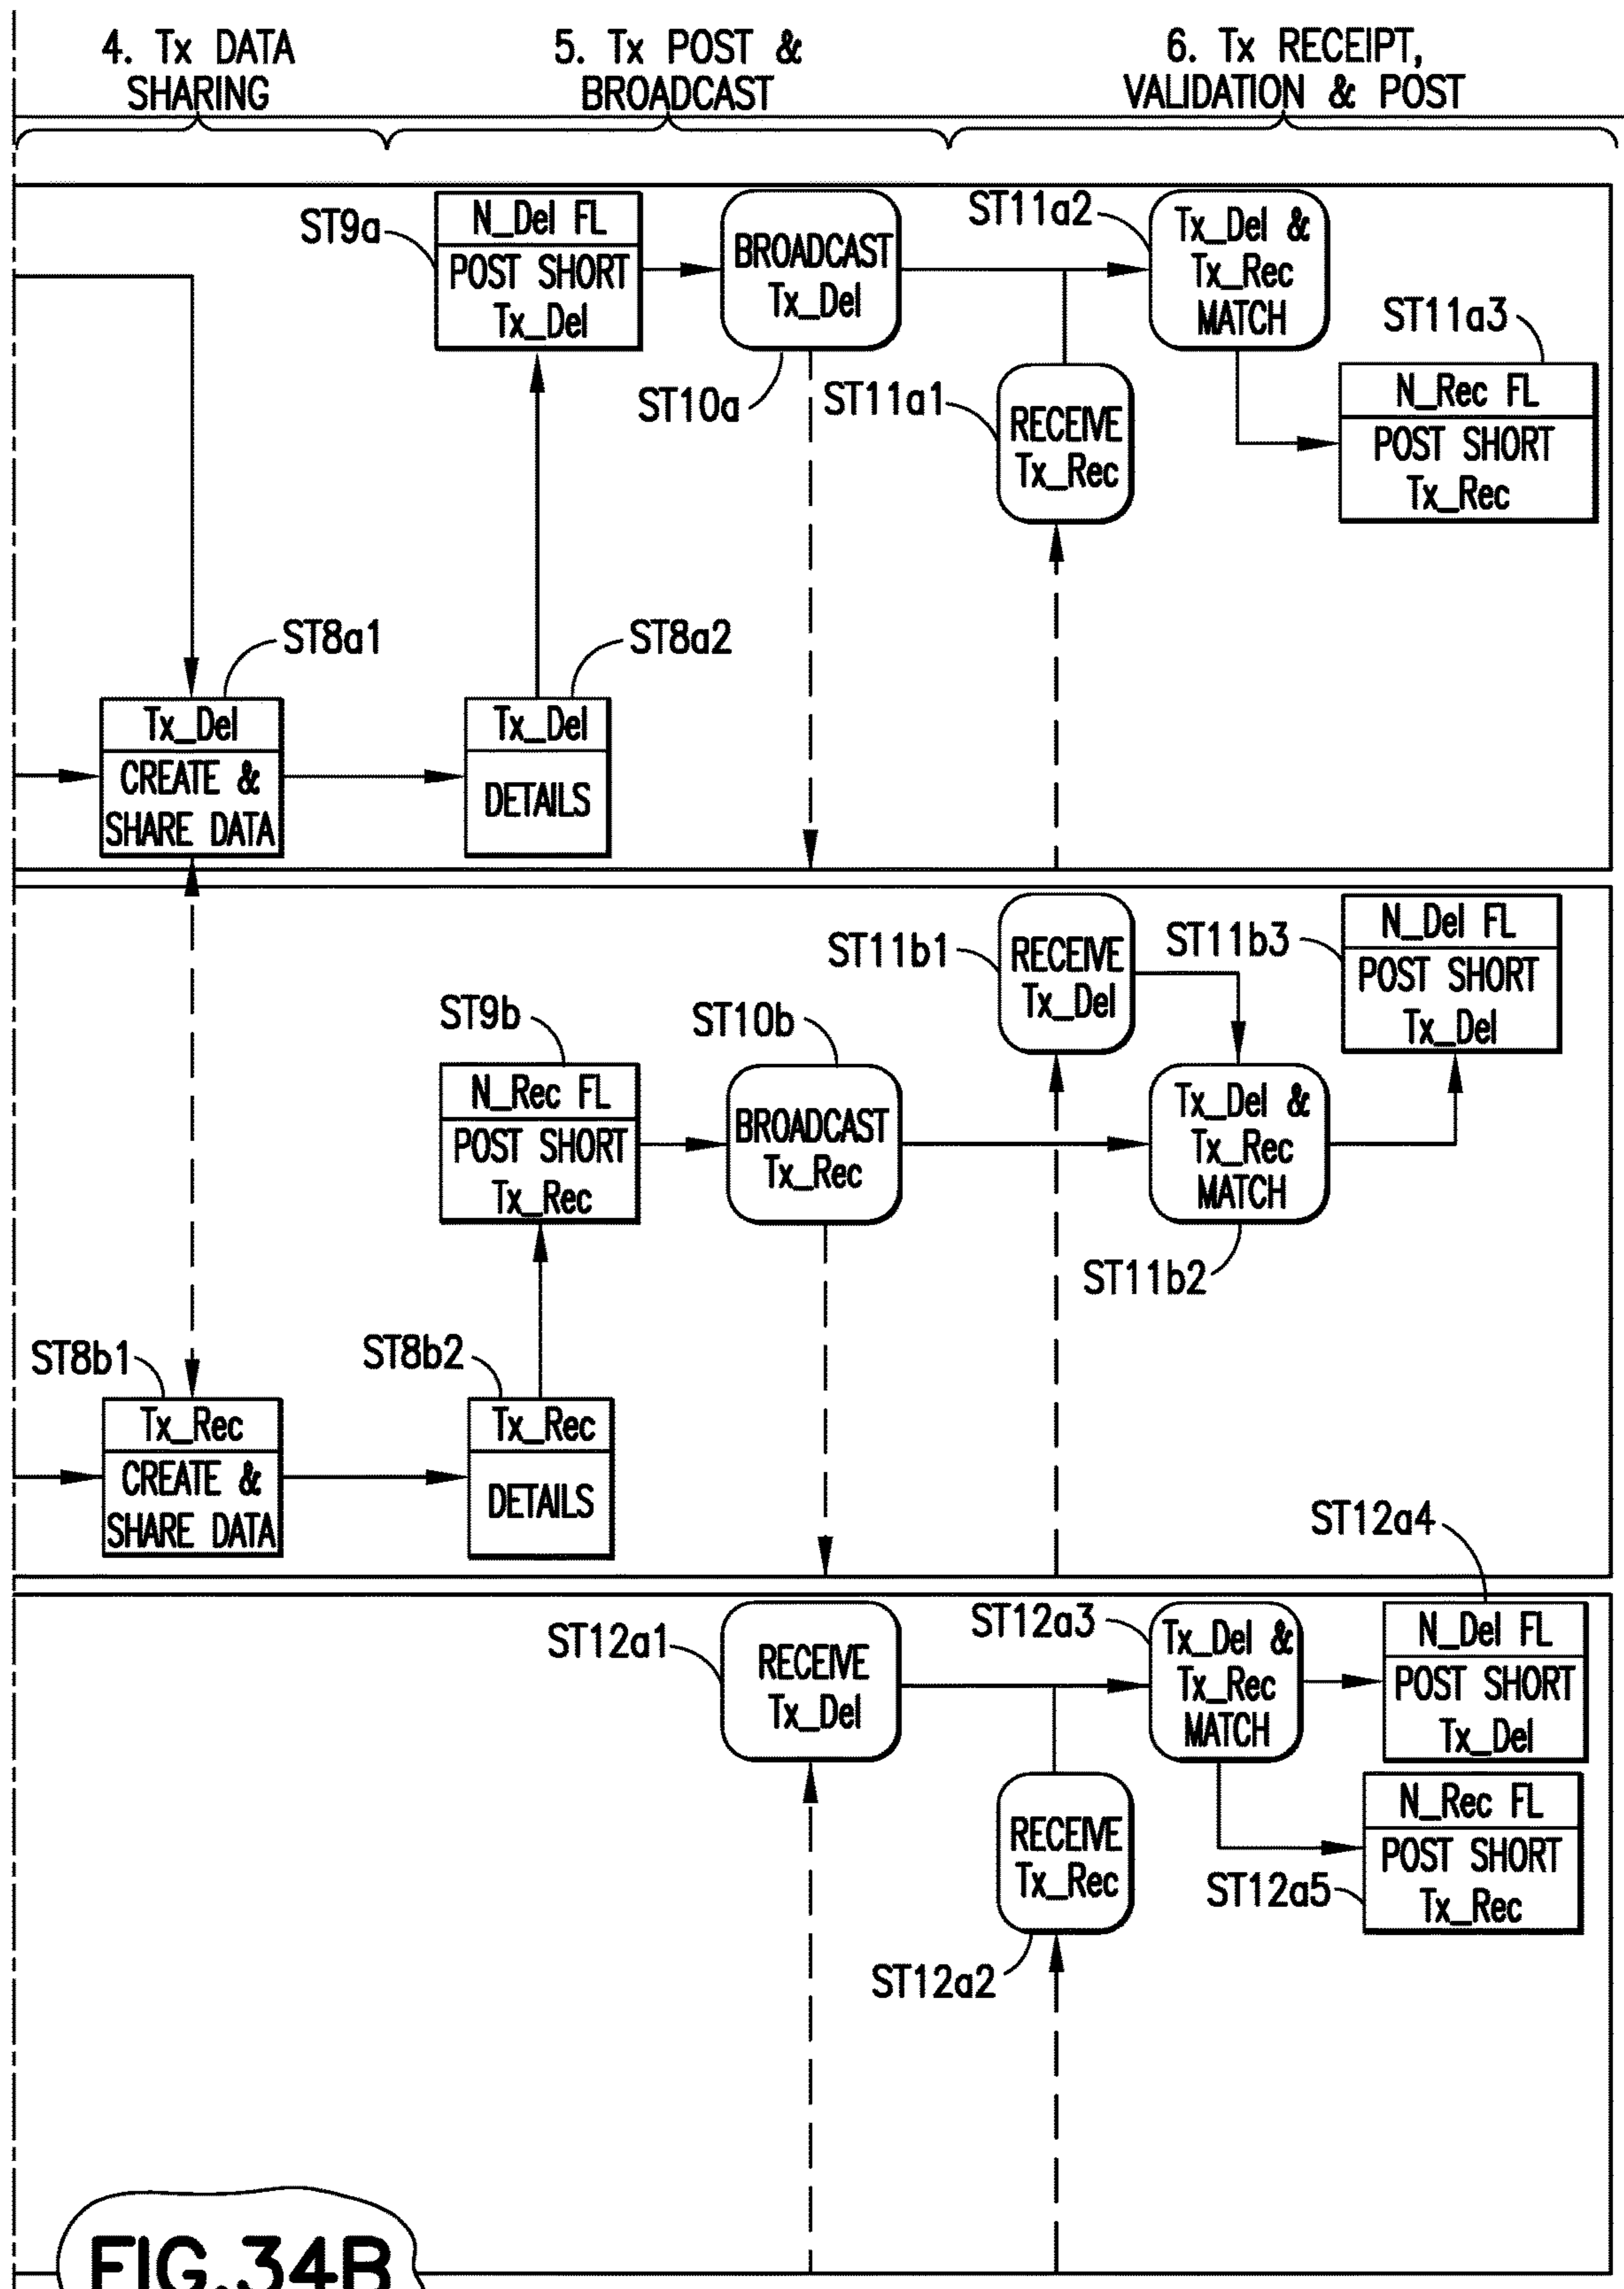 4. Tx DATA
SHARING
5. Tx POST &
BROADCAST
6. Tx RECEIPT,
VALIDATION & POST
ST9a
N_Del FL
POST SHORT
Tx_Del
BROADCAST
Tx_Del
ST10a
ST11a2
Tx_Del &
Tx_Rec
MATCH
ST11a1
RECEIVE
Tx_Rec
ST11a3
N_Rec FL
POST SHORT
Tx_Rec
ST8a1
Tx_Del
CREATE &
SHARE DATA
ST8a2
Tx_Del
DETAILS
ST11b1
RECEIVE
Tx_Del
ST11b3
N_Del FL
POST SHORT
Tx_Del
ST9b
N_Rec FL
POST SHORT
Tx_Rec
ST10b
BROADCAST
Tx_Rec
Tx_Del &
Tx_Rec
MATCH
ST11b2
ST8b1
Tx_Rec
CREATE &
SHARE DATA
ST8b2
Tx_Rec
DETAILS
ST12a4
ST12a1
RECEIVE
Tx_Del
ST12a3
Tx_Del &
Tx_Rec
MATCH
N_Del FL
POST SHORT
Tx_Del
RECEIVE
Tx_Rec
ST12a2
N_Rec FL
POST SHORT
Tx_Rec
ST12a5
FIG.34B